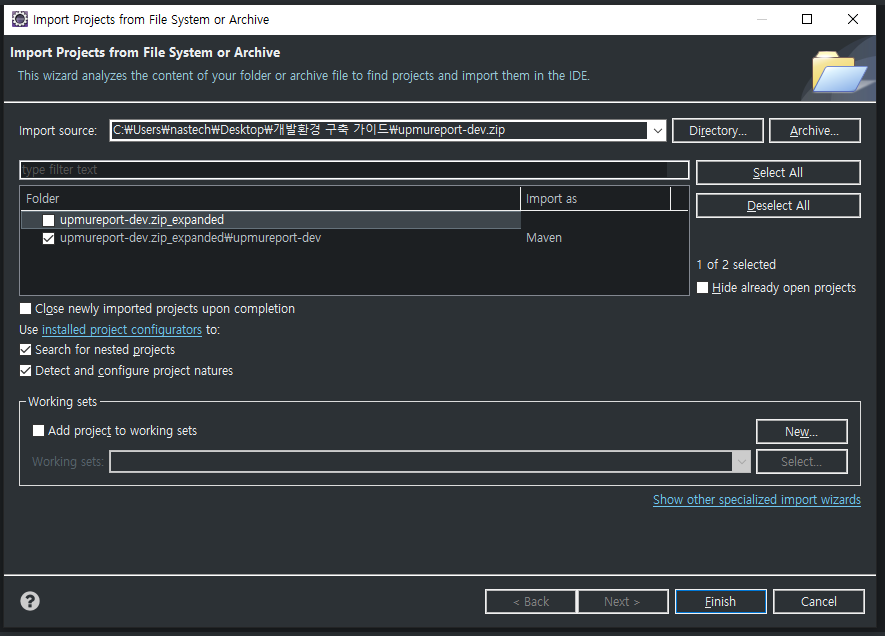 Import Projects from File System or Archive
Import Projects from File System or Archive
This wizard analyzes the content of your folder or archive file to find projects and import them in the IDE.
Import source: C:₩Users₩nastech₩Desktop₩개발환경 구축 가이드₩upmureport-dev.zip Directory... Archive...
type filter text Select All
Folder Import as
Deselect All
upmureport-dev.zip_expanded
upmureport-dev.zip_expanded₩upmureport-dev Maven
1 of 2 selected
Hide already open projects
Close newly imported projects upon completion
Use installed project configurators to:
Search for nested projects
Detect and configure project natures
Working sets
Add project to working sets New...
Working sets: Select...
Show other specialized import wizards
? < Back Next > Finish Cancel